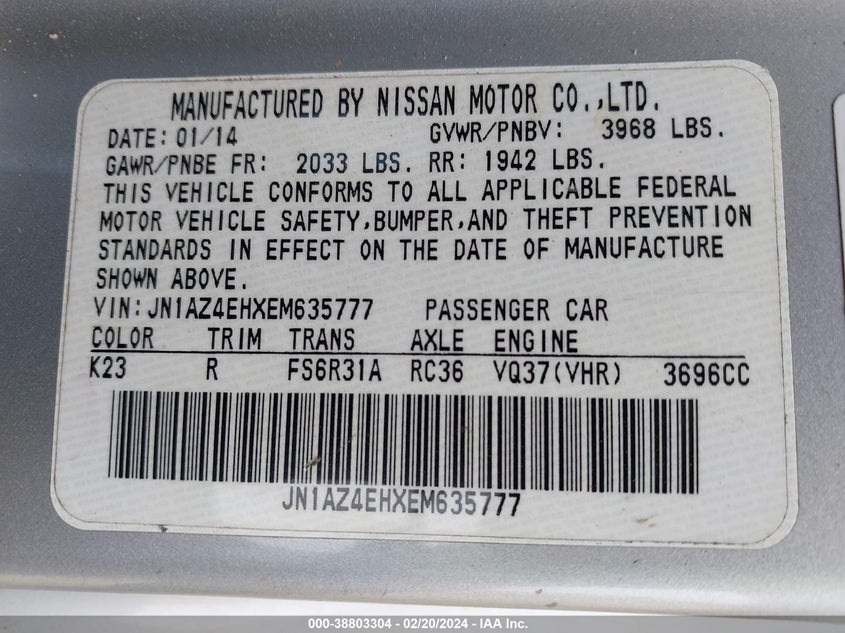 MANUFACTURED BY NISSAN MOTOR CO.,LTD.
DATE:01/14 GVWR/PNBV: 3968 LBS.
GAWR/PNBE FR: 2033 LBS. RR: 1942 LBS.
THIS VEHICLE CONFORMS TO ALL APPLICABLE FEDERAL
MOTOR VEHICLE SAFETY,BUMPER,AND THEFT PREVENTION
STANDARDS IN EFFECT ON THE DATE OF MANUFACTURE
SHOWN ABOVE.
VIN:JN1AZ4EHXEM635777 PASSENGER CAR
COLOR TRIM TRANS AXLE ENGINE
K23 R FS6R31A RC36 VQ37(VHR) 3696CC
JN1AZ4EHXEM635777
000-38803304 / 02/20/2024 - IAA Inc.